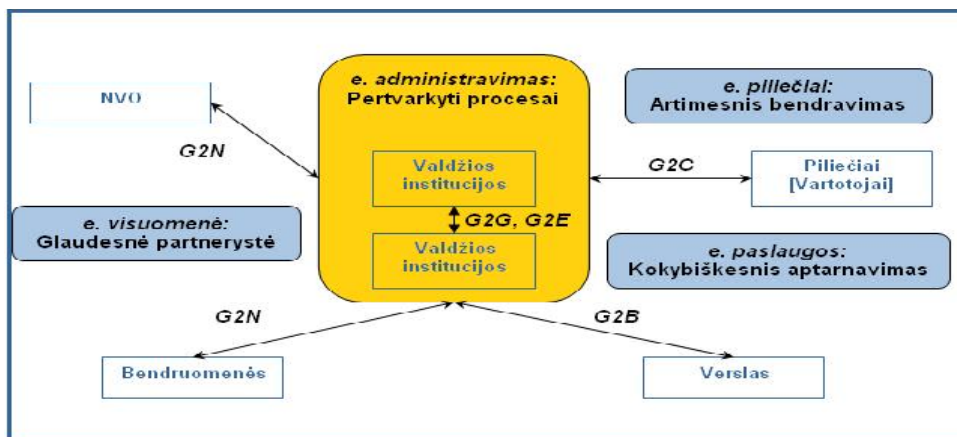 e. administravimas:
Pertvarkyti procesai
NVO
e. piliečiai:
Artimesnis bendravimas
G2N
Valdžios
institucijos
G2C
Piliečiai
[Vartotojai]
e. visuomenė:
Glaudesnė partnerystė
G2G, G2E
Valdžios
institucijos
e. paslaugos:
Kokybiškesnis aptarnavimas
G2N
G2B
Bendruomenės
Verslas